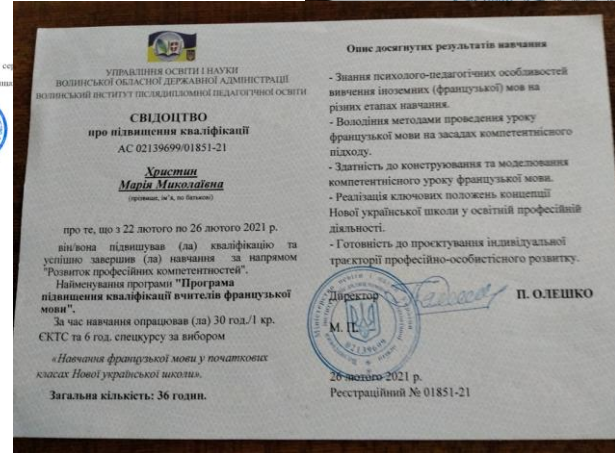 УПРАВЛІННЯ ОСВІТИ І НАУКИ
ВОЛИНСЬКОЇ ОБЛАСНОЇ ДЕРЖАВНОЇ АДМІНІСТРАЦІЇ
ВОЛИНСЬКИЙ ІНСТИТУТ ПІСЛЯДИПЛОМНОЇ ПЕДАГОГІЧНОЇ ОСВІТИ
СВІДОЦТВО
про підвищення кваліфікації
АС 02139699/01851-21
Христин
Марія Миколаївна
(прізвище, ім’я, по батькові)
про те, що з 22 лютого по 26 лютого 2021 р.
він/вона підвищував (ла) кваліфікацію та
успішно завершив (ла) навчання за напрямом
"Розвиток професійних компетентностей".
Найменування програми "Програма
підвищення кваліфікації вчителів французької
мови".
За час навчання опрацював (ла) 30 год./1 кр.
ЄКТС та 6 год. спецкурсу за вибором
«Навчання французької мови у початкових
класах Нової української школи».
Загальна кількість: 36 годин.
Опис досягнутих результатів навчання
- Знання психолого-педагогічних особливостей
вивчення іноземних (французької) мов на
різних етапах навчання.
- Володіння методами проведення уроку
французької мови на засадах компетентнісного
підходу.
- Здатність до конструювання та моделювання
компетентнісного уроку французької мови.
- Реалізація ключових положень концепції
Нової української школи у освітній професійній
діяльності.
- Готовність до проєктування індивідуальної
траєкторії професійно-особистісного розвитку.
Директор П. ОЛЕШКО
М. П.
02139699
26 лютого 2021 р.
Реєстраційний № 01851-21